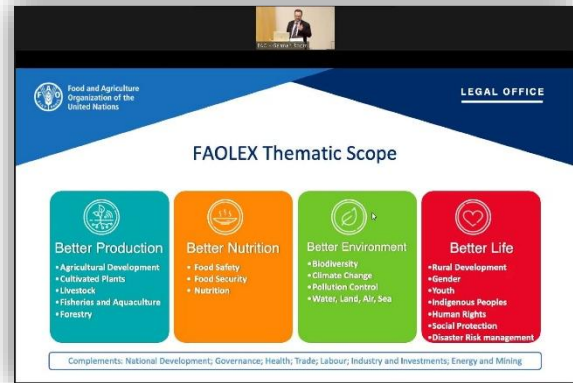 Food and Agriculture
Organization of the
United Nations
LEGAL OFFICE
FAOLEX Thematic Scope
Better Production
•Agricultural Development
•Cultivated Plants
•Livestock
•Fisheries and Aquaculture
•Forestry
Better Nutrition
• Food Safety
• Food Security
• Nutrition
Better Environment
•Biodiversity
•Climate Change
•Pollution Control
•Water, Land, Air, Sea
Better Life
•Rural Development
•Gender
•Youth
•Indigenous Peoples
•Human Rights
•Social Protection
•Disaster Risk management
Complements: National Development; Governance; Health; Trade; Labour; Industry and Investments; Energy and Mining